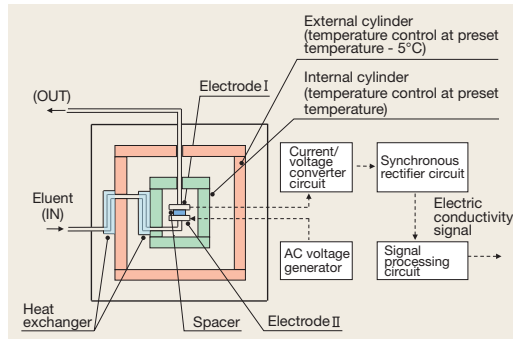 External cylinder
(temperature control at preset
temperature - 5°C)
Internal cylinder
(temperature control at preset
temperature)
Electrode I
(OUT)
Current/
voltage
converter
circuit
Synchronous
rectifier circuit
Eluent
(IN)
Electric
conductivity
signal
AC voltage
generator
Signal
processing
circuit
Heat
exchanger
Spacer
Electrode II